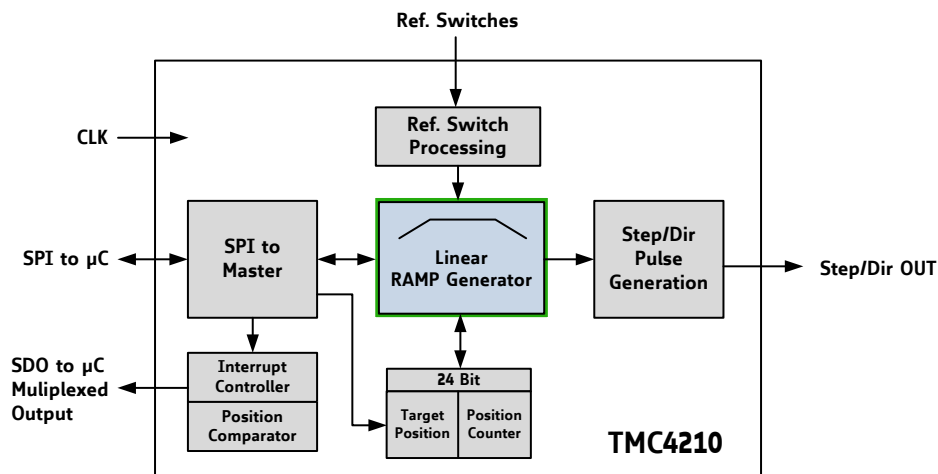 Ref. Switches
CLK
Ref. Switch
Processing
SPI to µC
SPI to
Master
Linear
RAMP Generator
Step/Dir
Pulse
Generation
Step/Dir OUT
SDO to µC
Muliplexed
Output
Interrupt
Controller
Position
Comparator
24 Bit
Target
Position
Position
Counter
TMC4210